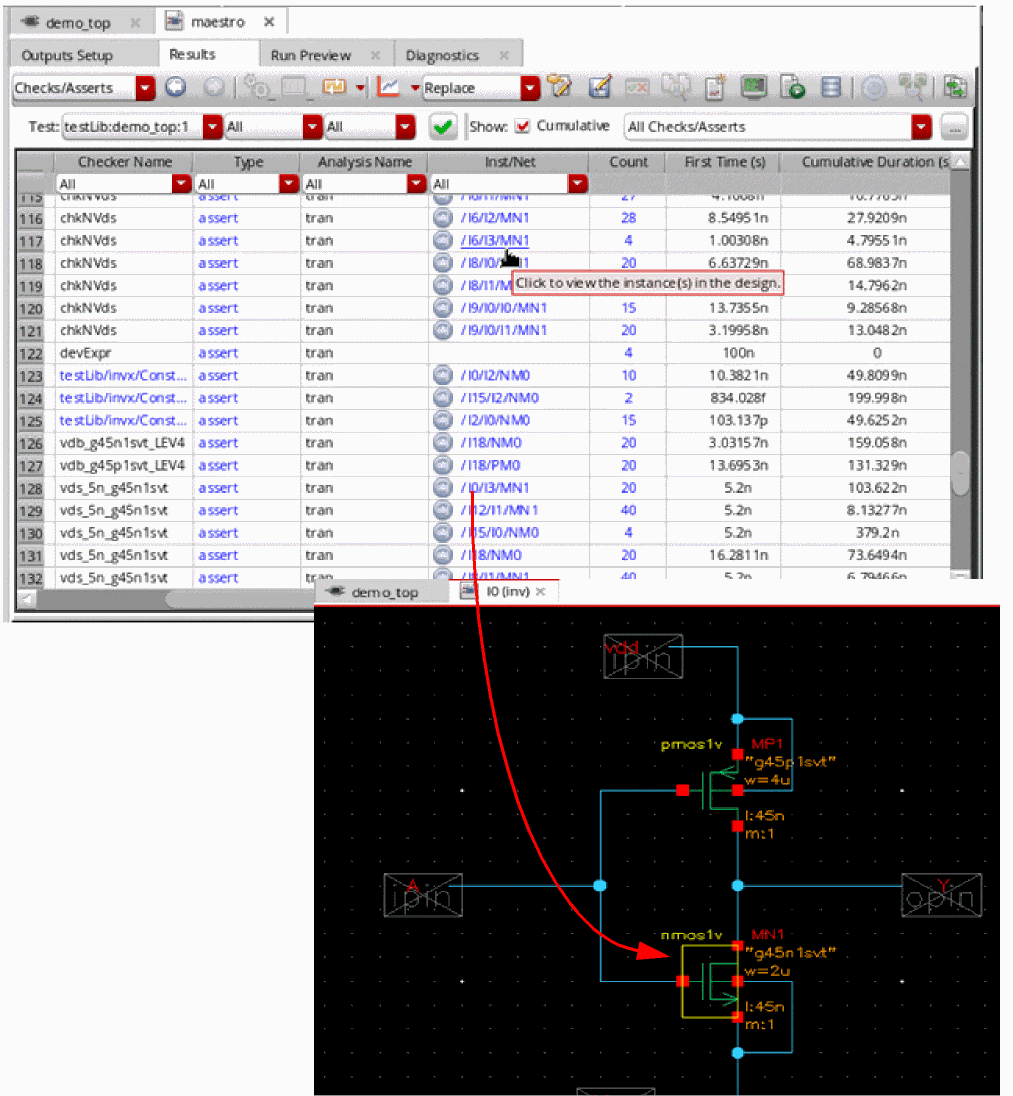 demo_top maestro
Outputs Setup Results Run Preview Diagnostics
Checks/Asserts Replace
Test: testLib:demo_top:1 All All Show: Cumulative All Checks/Asserts ...
Checker Name Type Analysis Name Inst/Net Count First Time (s) Cumulative Duration (s
All All All All
115 chkNVds assert tran /I6/I1/MN1 27
116 chkNVds assert tran /I6/I2/MN1 28 8.54951n 27.9209n
117 chkNVds assert tran /I6/I3/MN1 4 1.00308n 4.79551n
118 chkNVds assert tran /I8/I0/ 1 20 6.63729n 68.9837n
Click to view the instance(s) in the design.
119 chkNVds assert tran /I8/I1/M 14.7962n
120 chkNVds assert tran /I9/I0/I0/MN1 15 13.7355n 9.28568n
121 chkNVds assert tran /I9/I0/I1/MN1 20 3.19958n 13.0482n
122 devExpr assert tran 4 100n 0
123 testLib/invx/Const... assert tran /I0/I2/NM0 10 10.3821n 49.8099n
124 testLib/invx/Const... assert tran /I15/I2/NM0 2 834.028f 199.998n
125 testLib/invx/Const... assert tran /I2/I0/NM0 15 103.137p 49.6252n
126 vdb_g45n1svt_LEV4 assert tran /I18/NM0 20 3.03157n 159.058n
127 vdb_g45p1svt_LEV4 assert tran /I18/PM0 20 13.6953n 131.329n
128 vds_5n_g45n1svt assert tran /I0/I3/MN1 20 5.2n 103.622n
129 vds_5n_g45n1svt assert tran /I12/I1/MN1 40 5.2n 8.13277n
130 vds_5n_g45n1svt assert tran /I15/I0/NM0 4 5.2n 379.2n
131 vds_5n_g45n1svt assert tran /I18/NM0 20 16.2811n 73.6494n
132 vds_5n_g45n1svt assert tran 40 5.2n 6.79466n
demo_top I0 (inv)
vdd
ipin
pmos1v MP1
"g45p1svt"
w=4u
l:45n
m:1
A
ipin
Y
opin
nmos1v MN1
"g45n1svt"
w=2u
l:45n
m:1